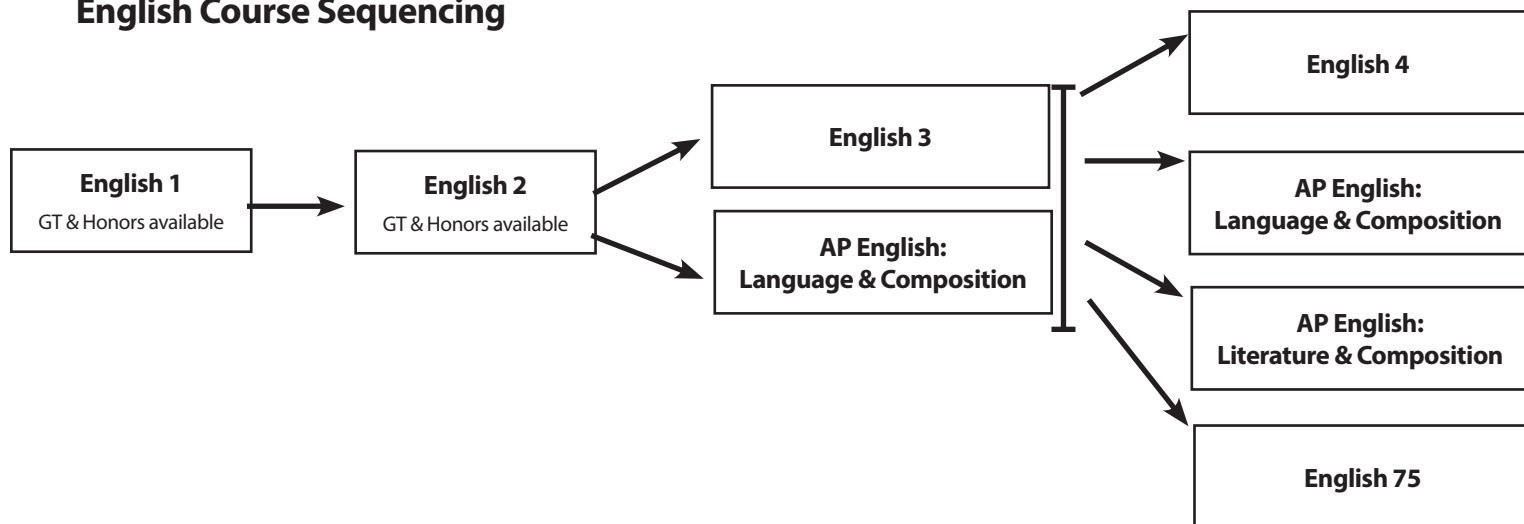 English Course Sequencing
English 1
GT & Honors available
English 2
GT & Honors available
English 3
AP English:
Language & Composition
English 4
AP English:
Language & Composition
AP English:
Literature & Composition
English 75